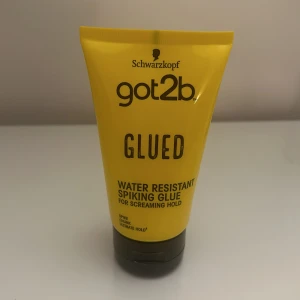 Schwarzkopf
got2b
GLUED
WATER RESISTANT
SPIKING GLUE
FOR SCREAMING HOLD